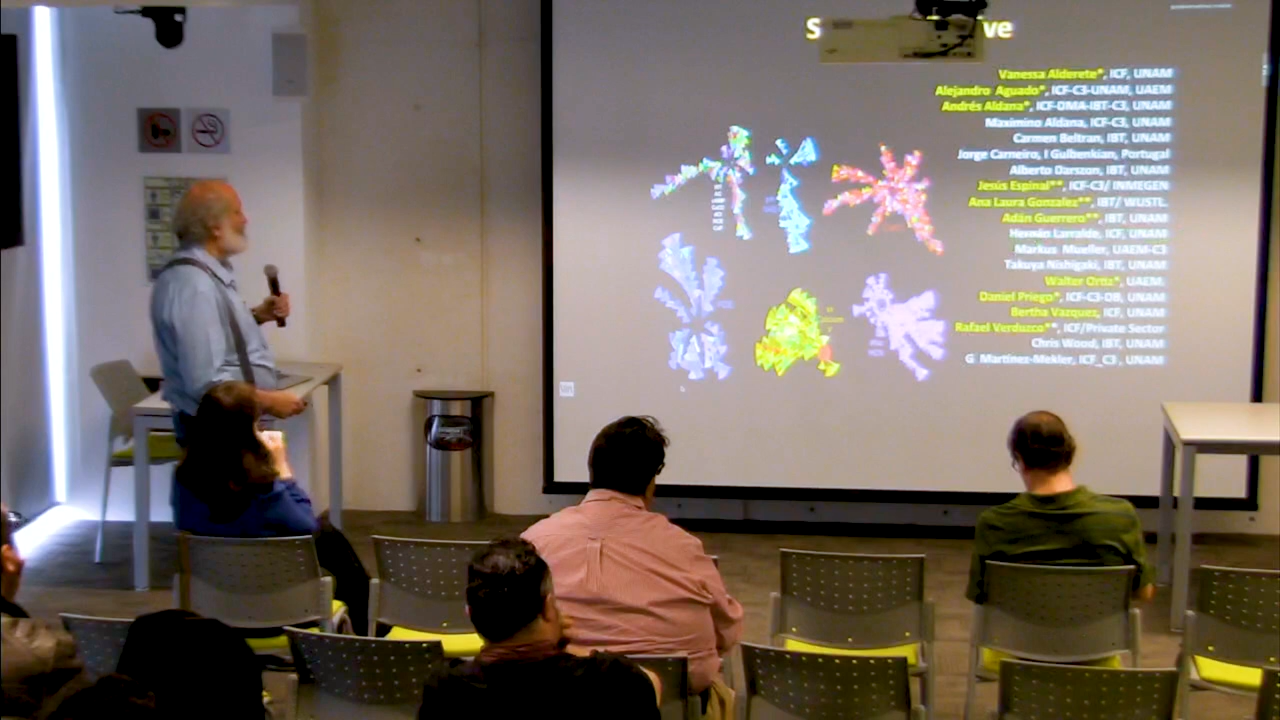 Vanessa Alderete*, ICF, UNAM
Alejandro Aguado*, ICF-C3-UNAM, UAEM
Andrés Aldana*, ICF-DMA-IBT-C3, UNAM
Maximino Aldana, ICF-C3, UNAM
Carmen Beltran, IBT, UNAM
Jorge Carneiro, I Gulbenkian, Portugal
Alberto Darszon, IBT, UNAM
Jesús Espinal**, ICF-C3/ INMEGEN
Ana Laura Gonzalez**, IBT/ WUSTL.
Adán Guerrero**, IBT, UNAM
Hernán Larralde, ICF, UNAM
Markus Mueller, UAEM-C3
Takuya Nishigaki, IBT, UNAM
Walter Ortiz*, UAEM.
Daniel Priego*, ICF-C3-DB, UNAM
Bertha Vazquez, ICF, UNAM
Rafael Verduzco**, ICF/Private Sector
Chris Wood, IBT, UNAM
G Martínez-Mekler, ICF_C3 , UNAM